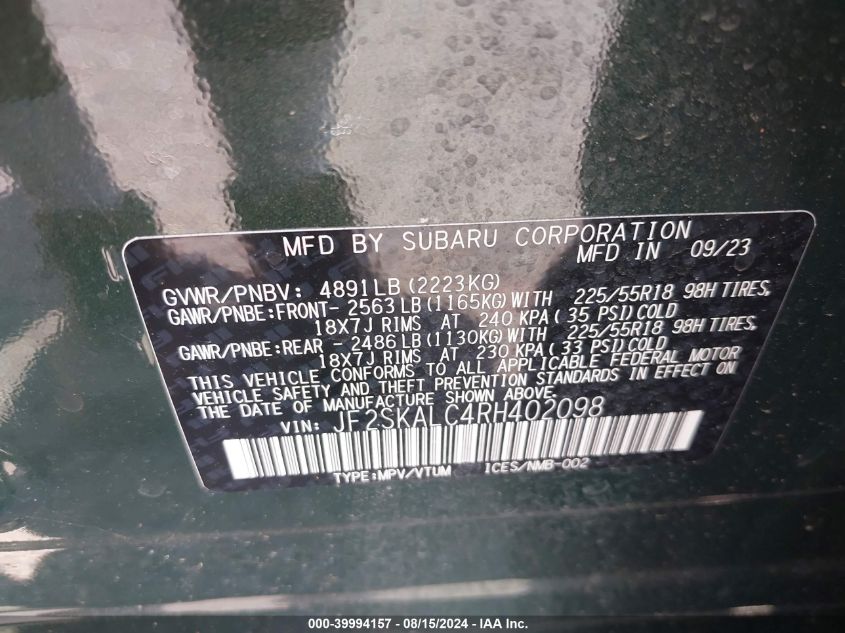 MFD BY SUBARU CORPORATION
MFD IN 09/23
GVWR/PNBV: 4891LB(2223KG)
GAWR/PNBE:FRONT- 2563LB(1165KG)WITH 225/55R18 98H TIRES,
18X7J RIMS AT 240 KPA( 35 PSI)COLD
GAWR/PNBE:REAR - 2486LB(1130KG)WITH 225/55R18 98H TIRES,
18X7J RIMS AT 230 KPA( 33 PSI)COLD
THIS VEHICLE CONFORMS TO ALL APPLICABLE FEDERAL MOTOR
VEHICLE SAFETY AND THEFT PREVENTION STANDARDS IN EFFECT ON
THE DATE OF MANUFACTURE SHOWN ABOVE.
VIN: JF2SKALC4RH402098
TYPE:MPV/VTUM ICES/NMB-002
000-39994157 - 08/15/2024 - IAA Inc.